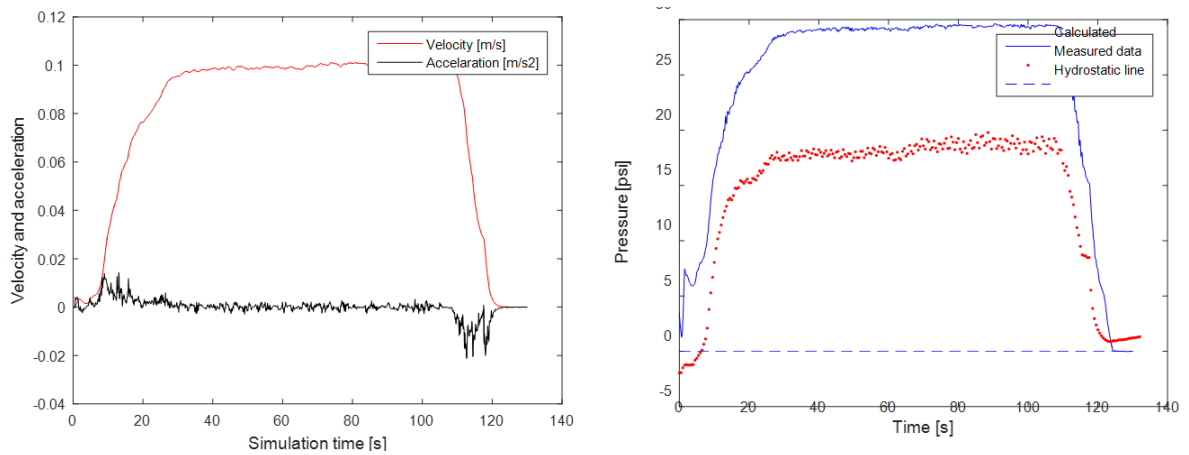 0.12
0.1
0.08
0.06
0.04
0.02
0
-0.02
-0.04
Velocity and acceleration
Velocity [m/s]
Accelaration [m/s2]
0 20 40 60 80 100 120 140
Simulation time [s]
30
25
20
15
10
5
0
-5
Pressure [psi]
Calculated
Measured data
Hydrostatic line
0 20 40 60 80 100 120 140
Time [s]